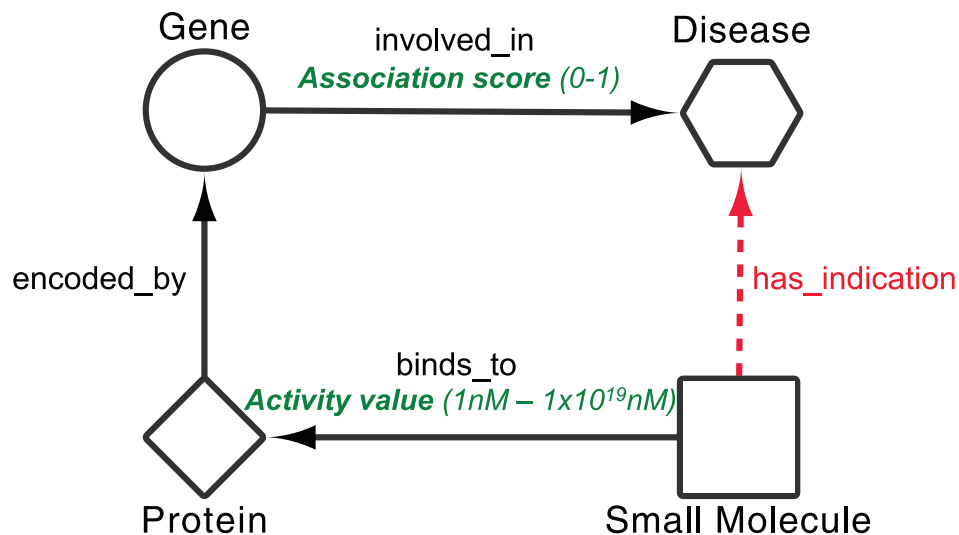 Gene
involved_in
Association score (0-1)
Disease
encoded_by
has_indication
binds_to
Activity value (1nM – 1x10¹⁹nM)
Protein
Small Molecule